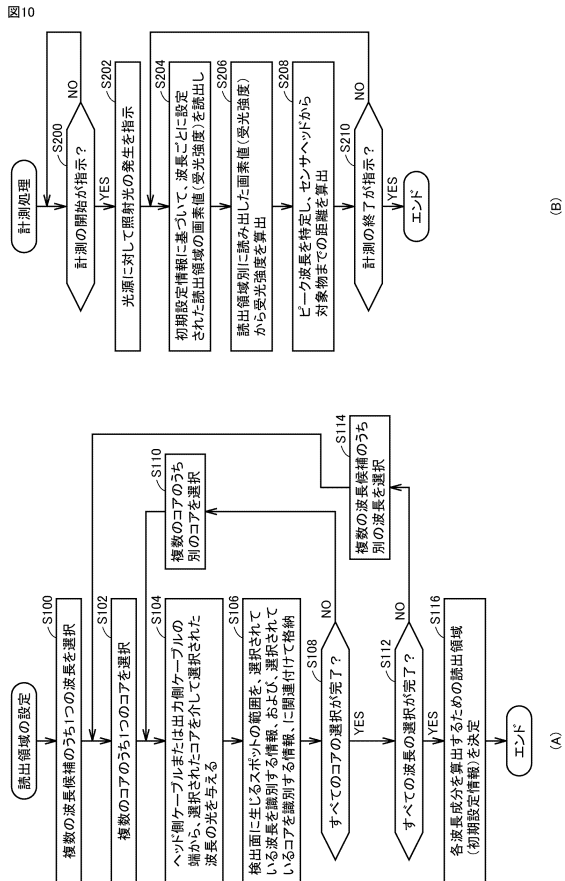 図10
読出領域の設定
S100
複数の波長候補のうち1つの波長を選択
S102
複数のコアのうち1つのコアを選択
S104
ヘッド側ケーブルまたは出力側ケーブルの
端から、選択されたコアを介して選択された
波長の光を与える
S106
検出面に生じるスポットの範囲を、選択されて
いる波長を識別する情報、および、選択されて
いるコアを識別する情報、に関連付けて格納
S108
すべてのコアの選択が完了？
NO
YES
S110
複数のコアのうち
別のコアを選択
S112
すべての波長の選択が完了？
NO
YES
S114
複数の波長候補のうち
別の波長を選択
S116
各波長成分を算出するための読出領域
(初期設定情報)を決定
エンド
(A)
計測処理
S200
計測の開始が指示？
NO
YES
S202
光源に対して照射光の発生を指示
S204
初期設定情報に基づいて、波長ごとに設定
された読出領域の画素値(受光強度)を読出し
S206
読出領域別に読み出した画素値(受光強度)
から受光強度を算出
S208
ピーク波長を特定し、センサヘッドから
対象物までの距離を算出
S210
計測の終了が指示？
NO
YES
エンド
(B)